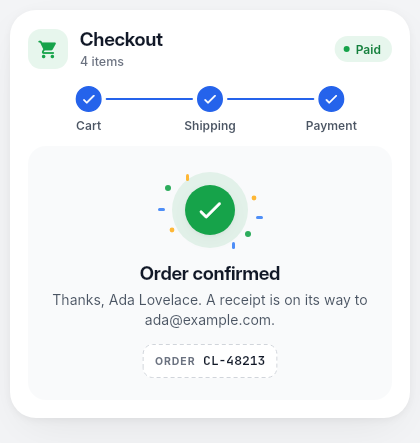 Checkout
4 items
Paid
Cart
Shipping
Payment
Order confirmed
Thanks, Ada Lovelace. A receipt is on its way to
ada@example.com.
ORDER CL-48213